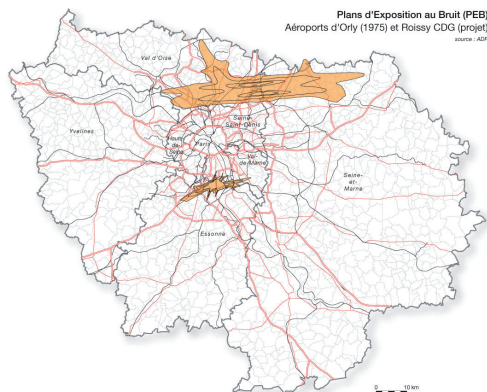 Plans d'Exposition au Bruit (PEB)
Aéroports d'Orly (1975) et Roissy CDG (projet)
source : ADP
Val d'Oise
Yvelines
Hauts-
de-
Seine
Paris
Seine-
Saint-Denis
Val-
de-Marne
Seine-
et-
Marne
Essonne
0 10 km